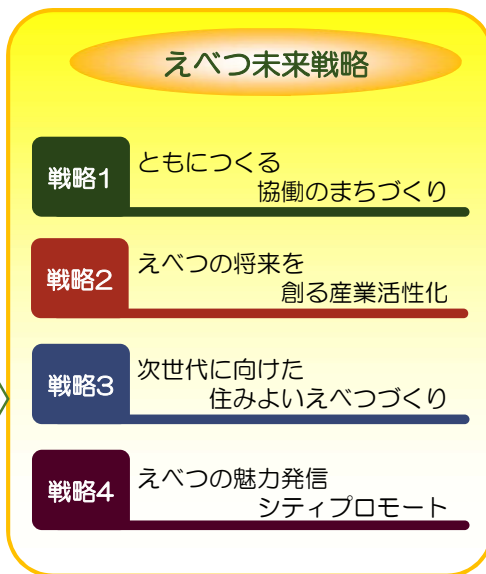 えべつ未来戦略
戦略1
ともにつくる
協働のまちづくり
戦略2
えべつの将来を
創る産業活性化
戦略3
次世代に向けた
住みよいえべつづくり
戦略4
えべつの魅力発信
シティプロモート